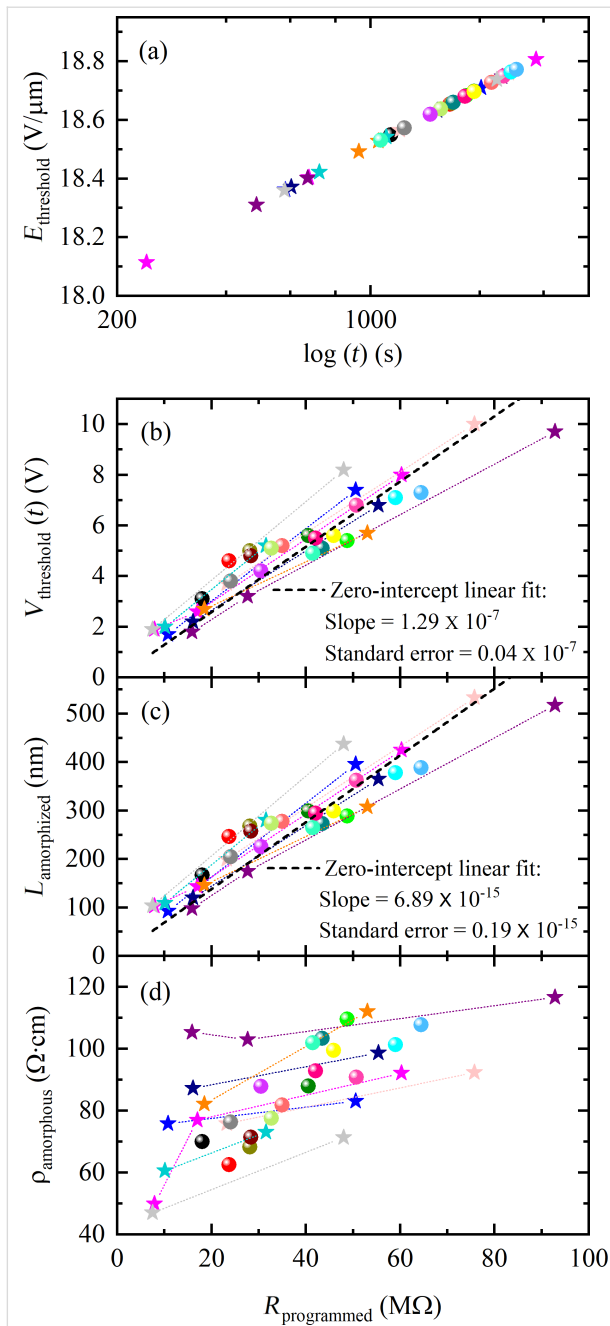 (a)
18.8
18.6
18.4
18.2
18.0
E_threshold (V/μm)
200
1000
log (t) (s)
(b)
10
8
6
4
2
0
V_threshold (t) (V)
Zero-intercept linear fit:
Slope = 1.29 X 10^-7
Standard error = 0.04 X 10^-7
(c)
500
400
300
200
100
0
L_amorphized (nm)
Zero-intercept linear fit:
Slope = 6.89 X 10^-15
Standard error = 0.19 X 10^-15
(d)
120
100
80
60
40
ρ_amorphous (Ω·cm)
0 20 40 60 80 100
R_programmed (MΩ)